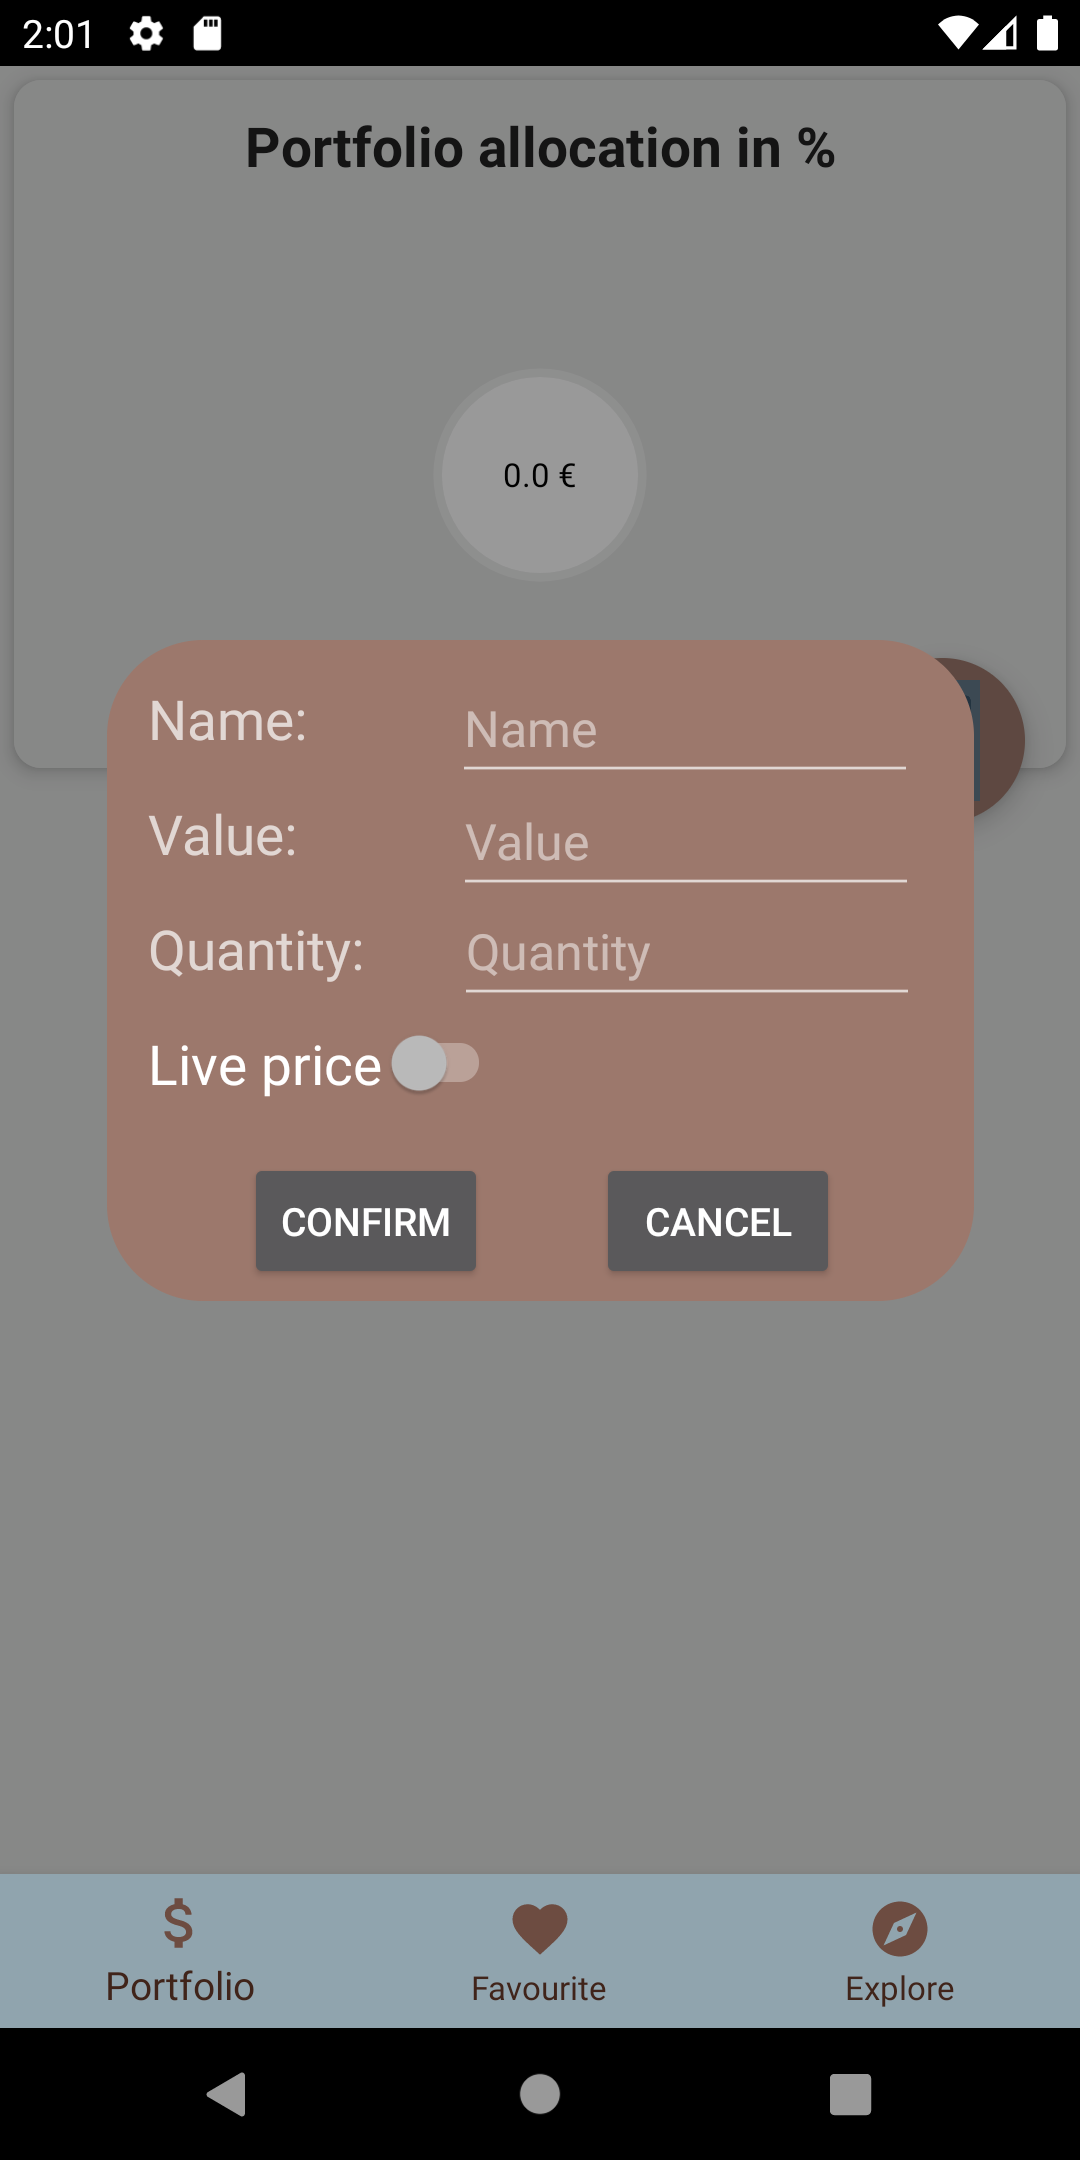 2:01
Portfolio allocation in %
0.0 €
Name: Name
Value: Value
Quantity: Quantity
Live price
CONFIRM CANCEL
Portfolio Favourite Explore